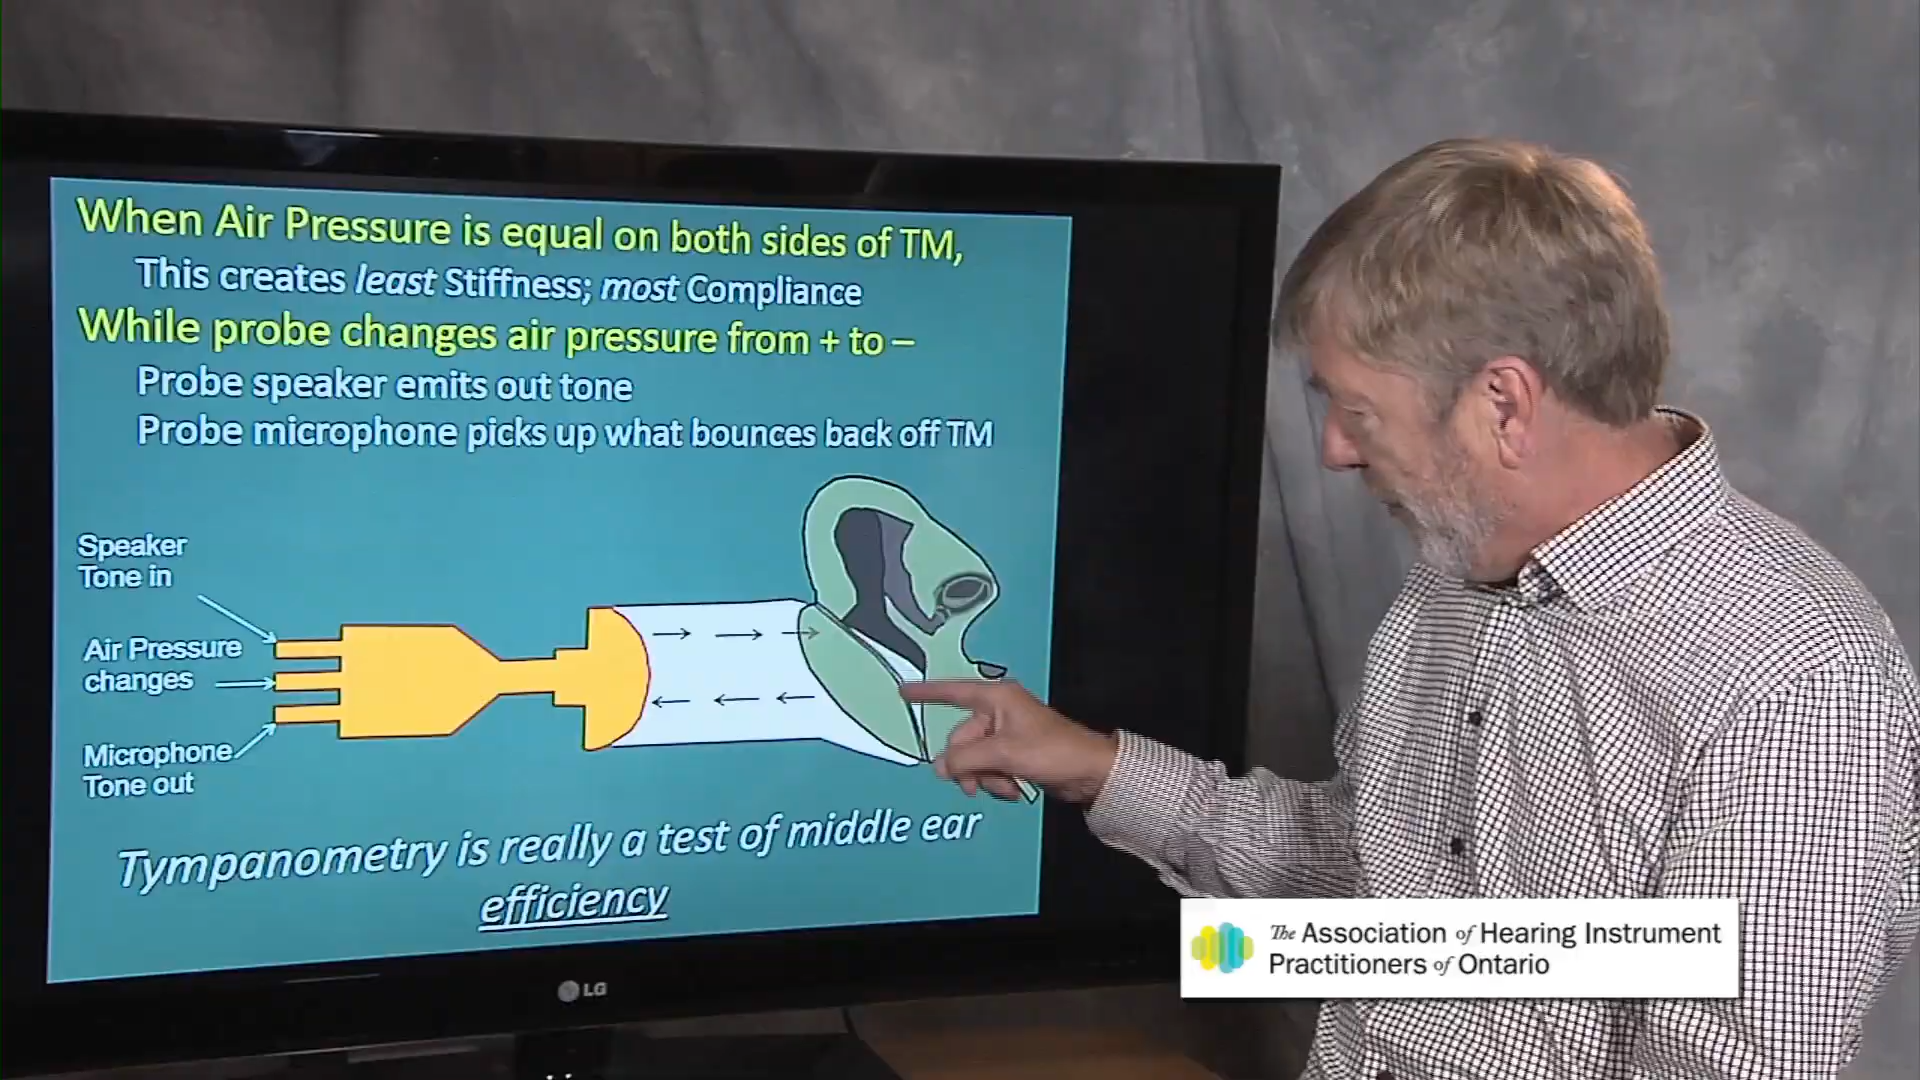 When Air Pressure is equal on both sides of TM,
This creates least Stiffness; most Compliance
While probe changes air pressure from + to –
Probe speaker emits out tone
Probe microphone picks up what bounces back off TM
Speaker
Tone in
Air Pressure
changes
Microphone
Tone out
Tympanometry is really a test of middle ear
efficiency
LG
The Association of Hearing Instrument
Practitioners of Ontario